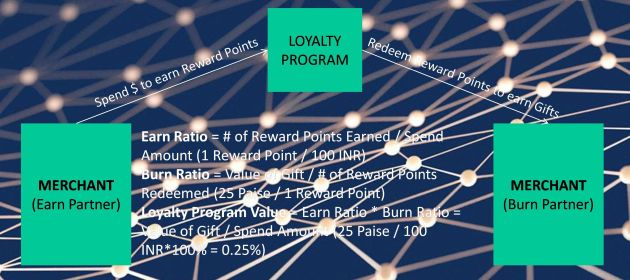 LOYALTY
PROGRAM
Spend $ to earn Reward Points
Redeem Reward Points to earn Gifts
MERCHANT
(Earn Partner)
Earn Ratio = # of Reward Points Earned / Spend
Amount (1 Reward Point / 100 INR)
Burn Ratio = Value of Gift / # of Reward Points
Redeemed (25 Paise / 1 Reward Point)
Loyalty Program Value = Earn Ratio * Burn Ratio =
Value of Gift / Spend Amount (25 Paise / 100
INR*100% = 0.25%)
MERCHANT
(Burn Partner)